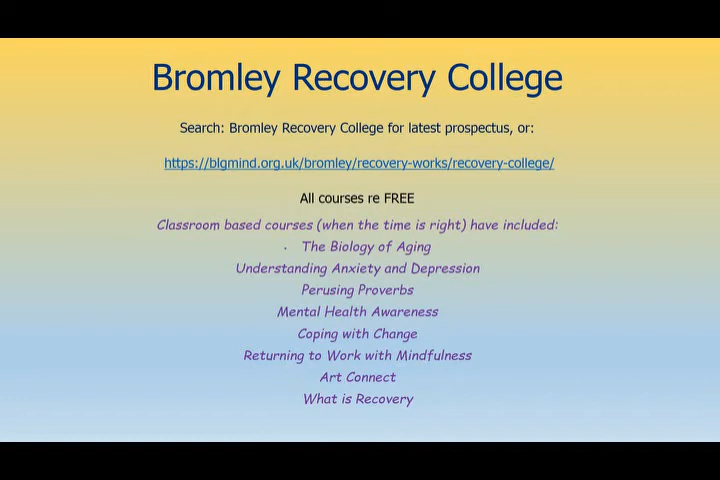 Bromley Recovery College
Search: Bromley Recovery College for latest prospectus, or:
https://blgmind.org.uk/bromley/recovery-works/recovery-college/
All courses re FREE
Classroom based courses (when the time is right) have included:
· The Biology of Aging
Understanding Anxiety and Depression
Perusing Proverbs
Mental Health Awareness
Coping with Change
Returning to Work with Mindfulness
Art Connect
What is Recovery